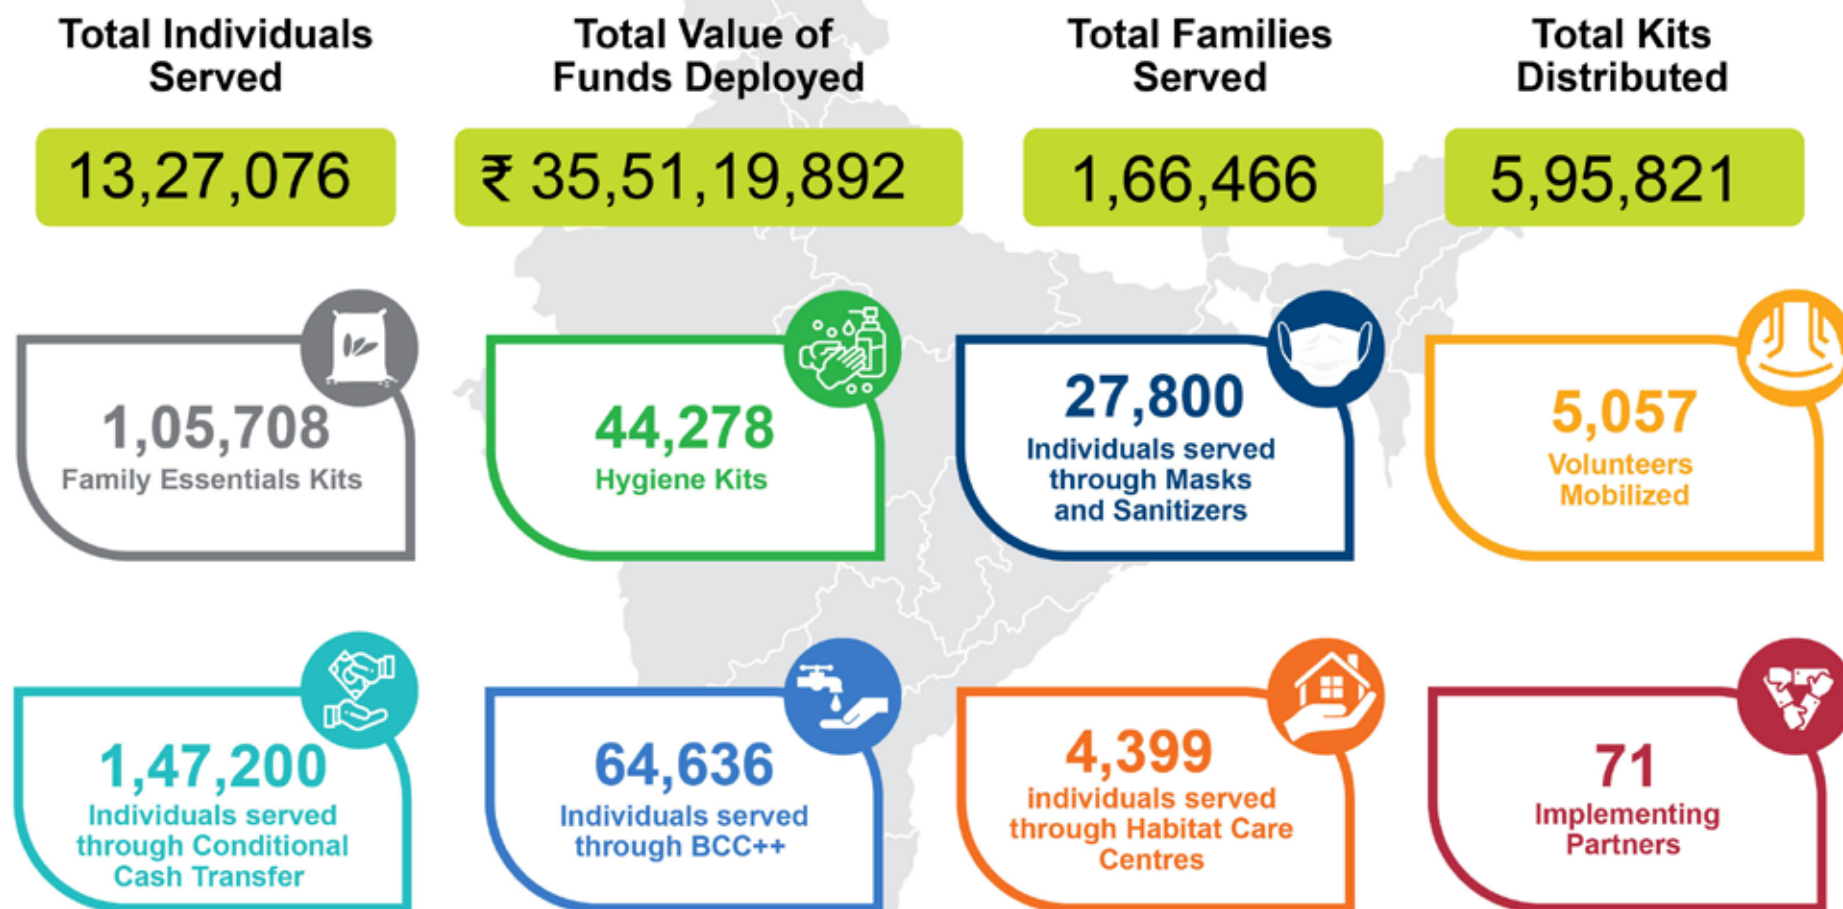 Total Individuals
Served
13,27,076
Total Value of
Funds Deployed
₹ 35,51,19,892
Total Families
Served
1,66,466
Total Kits
Distributed
5,95,821
1,05,708
Family Essentials Kits
44,278
Hygiene Kits
27,800
Individuals served
through Masks
and Sanitizers
5,057
Volunteers
Mobilized
1,47,200
Individuals served
through Conditional
Cash Transfer
64,636
Individuals served
through BCC++
4,399
individuals served
through Habitat Care
Centres
71
Implementing
Partners